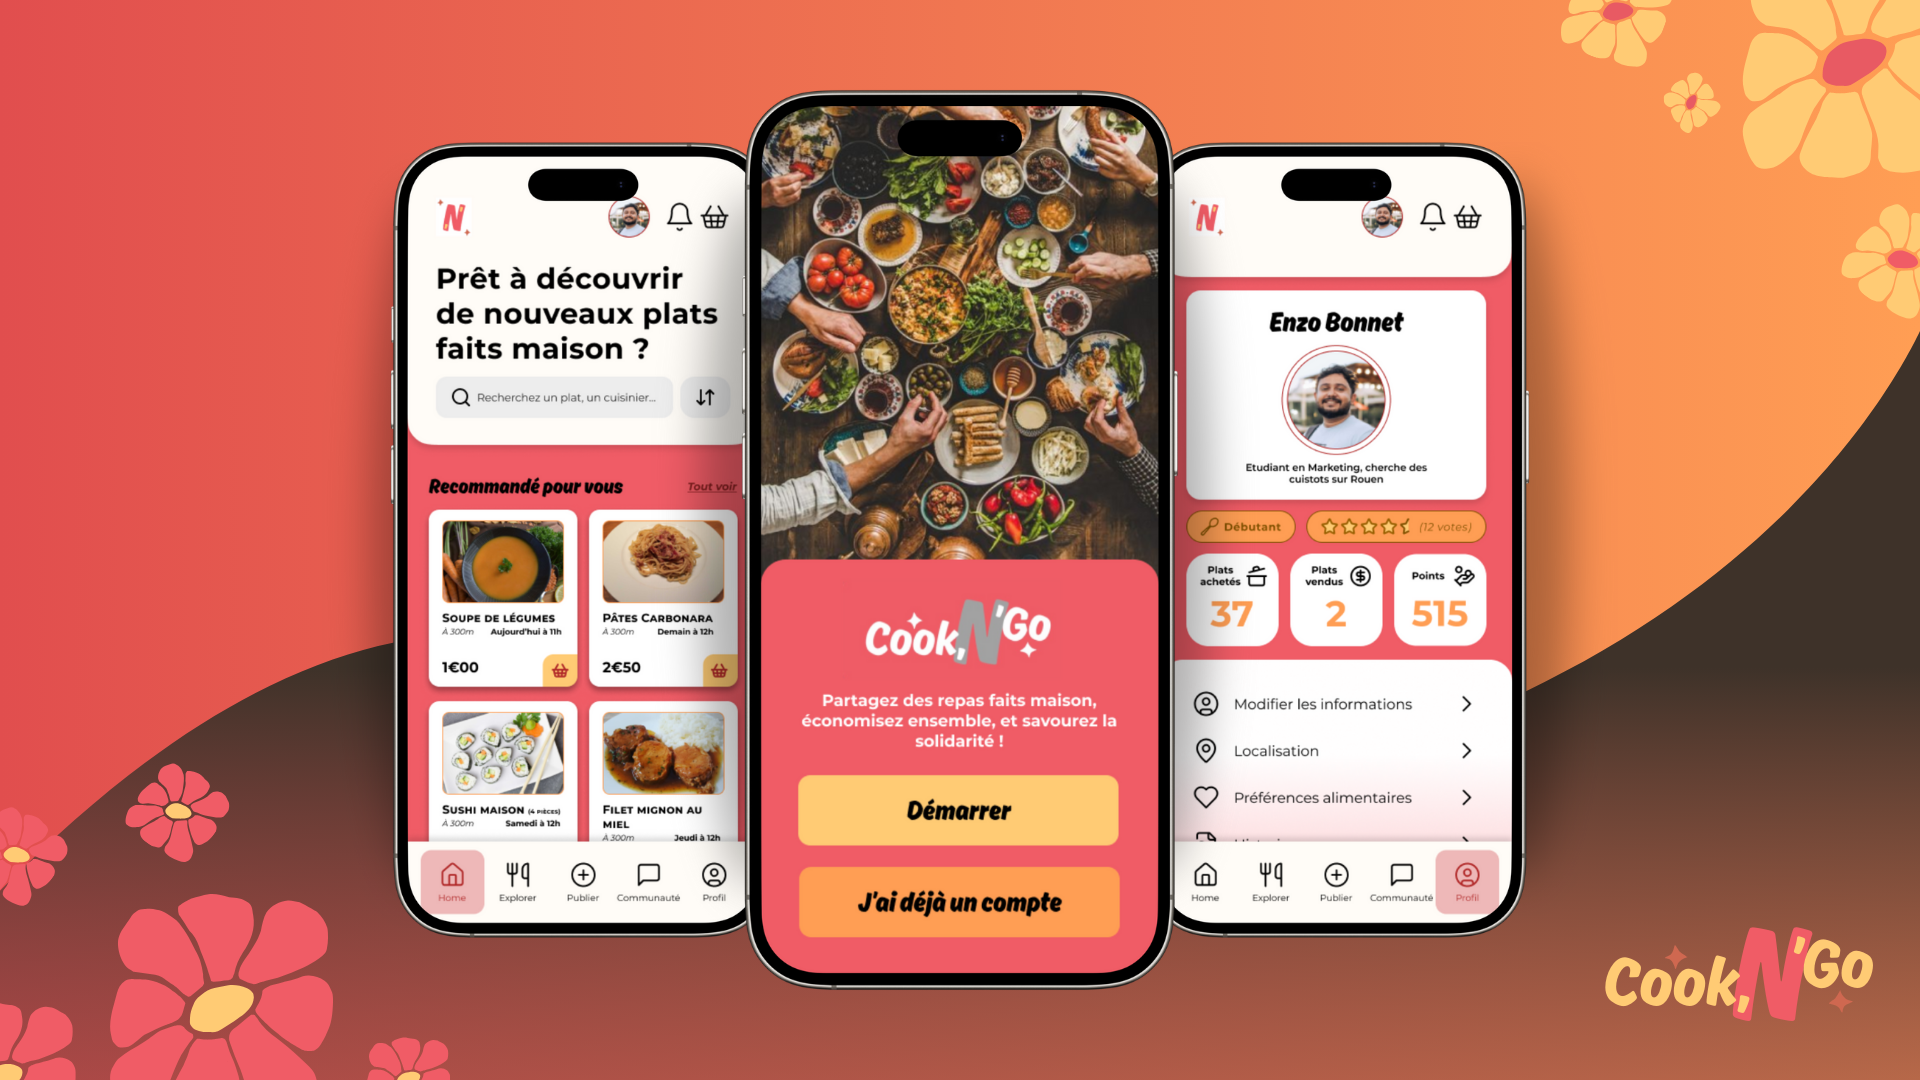 N
Prêt à découvrir
de nouveaux plats
faits maison ?
Recherchez un plat, un cuisinier...
Recommandé pour vous
Tout voir
SOUPE DE LÉGUMES
À 300m Aujourd'hui à 11h
1€00
PÂTES CARBONARA
À 300m Demain à 12h
2€50
SUSHI MAISON (4 PIÈCES)
À 300m Samedi à 12h
FILET MIGNON AU
MIEL
À 300m Jeudi à 12h
Home
Explorer
Publier
Communauté
Profil
Cook,N'Go
Partagez des repas faits maison,
économisez ensemble, et savourez la
solidarité !
Démarrer
J'ai déjà un compte
N
Enzo Bonnet
Etudiant en Marketing, cherche des
cuistots sur Rouen
Débutant
(12 votes)
Plats
achetés
37
Plats
vendus
2
Points
515
Modifier les informations
Localisation
Préférences alimentaires
Home
Explorer
Publier
Communauté
Profil
Cook,N'Go